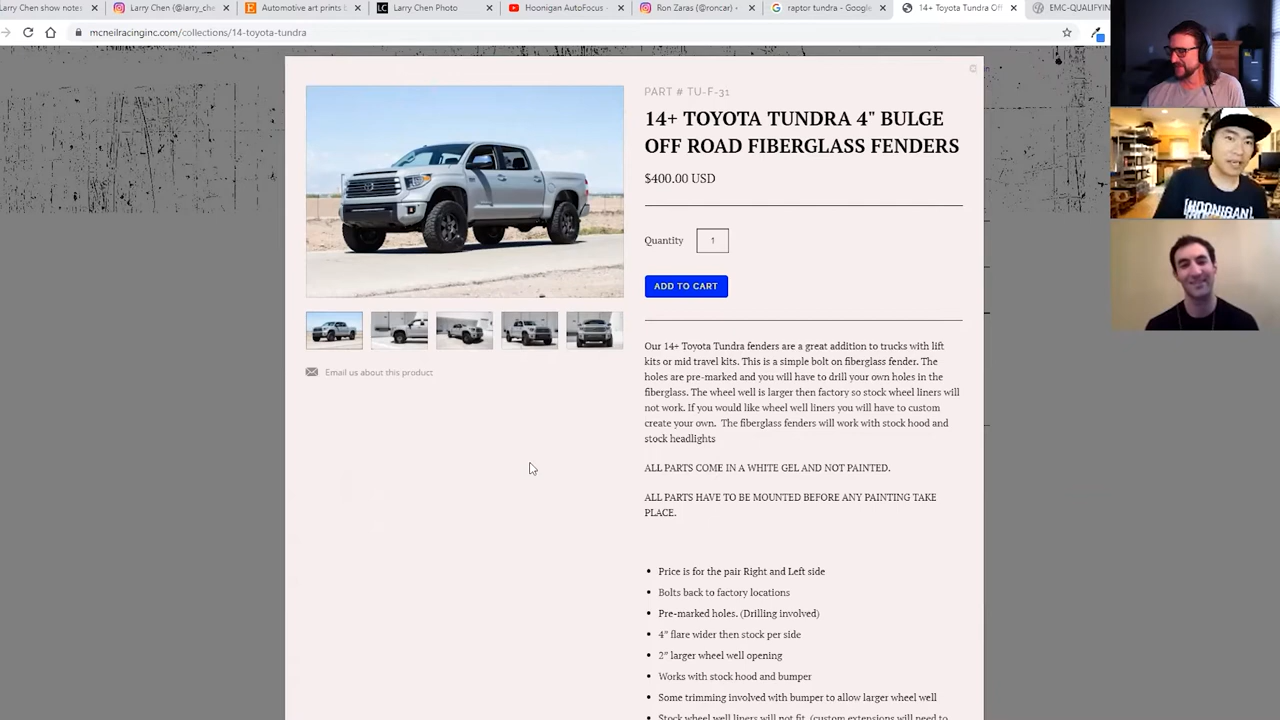 Larry Chen show notes
Larry Chen (@larry_che
Automotive art prints b
Larry Chen Photo
Hoonigan AutoFocus -
Ron Zaras (@roncar)
raptor tundra - Google
14+ Toyota Tundra Off
EMC-QUALIFYIN
mcneilracinginc.com/collections/14-toyota-tundra
PART # TU-F-31
14+ TOYOTA TUNDRA 4" BULGE
OFF ROAD FIBERGLASS FENDERS
$400.00 USD
Quantity 1
ADD TO CART
Email us about this product
Our 14+ Toyota Tundra fenders are a great addition to trucks with lift
kits or mid travel kits. This is a simple bolt on fiberglass fender. The
holes are pre-marked and you will have to drill your own holes in the
fiberglass. The wheel well is larger then factory so stock wheel liners will
not work. If you would like wheel well liners you will have to custom
create your own. The fiberglass fenders will work with stock hood and
stock headlights
ALL PARTS COME IN A WHITE GEL AND NOT PAINTED.
ALL PARTS HAVE TO BE MOUNTED BEFORE ANY PAINTING TAKE
PLACE.
Price is for the pair Right and Left side
Bolts back to factory locations
Pre-marked holes. (Drilling involved)
4" flare wider then stock per side
2" larger wheel well opening
Works with stock hood and bumper
Some trimming involved with bumper to allow larger wheel well
Stock wheel well liners will not fit. (custom extensions will need to
HOONIGAN